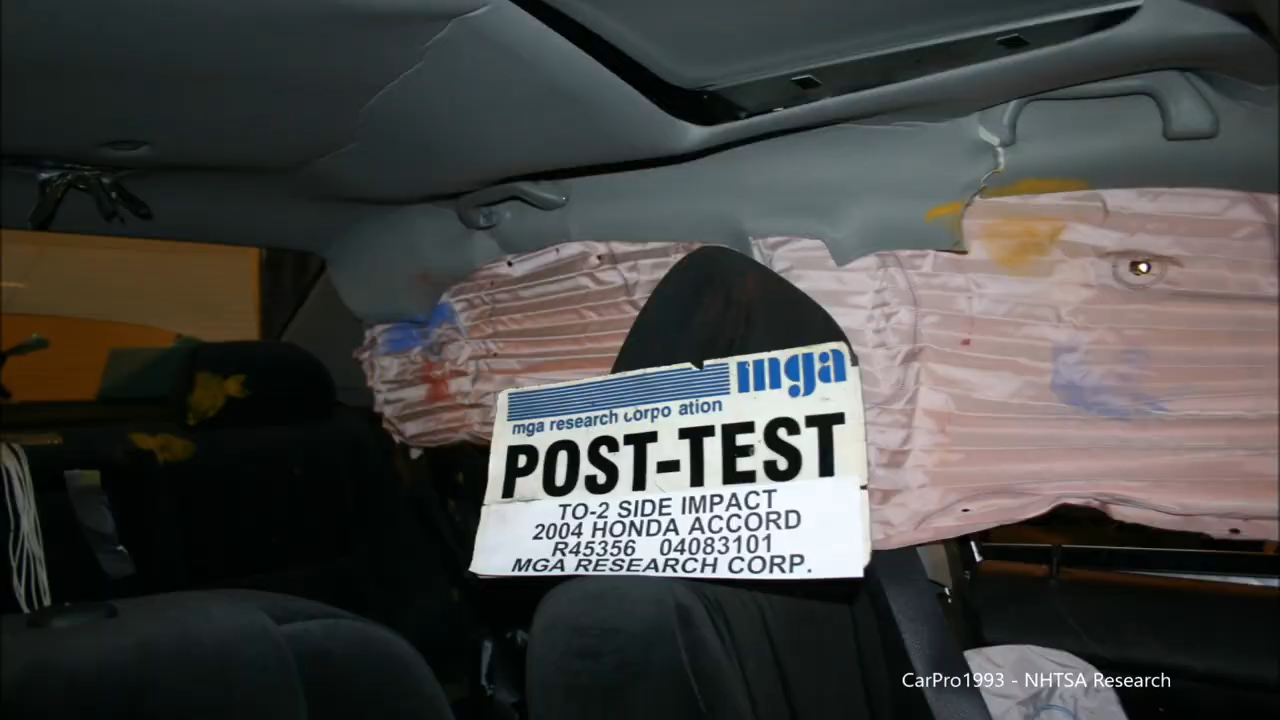 mga
mga research corpo ation
POST-TEST
TO-2 SIDE IMPACT
2004 HONDA ACCORD
R45356 04083101
MGA RESEARCH CORP.
CarPro1993 - NHTSA Research